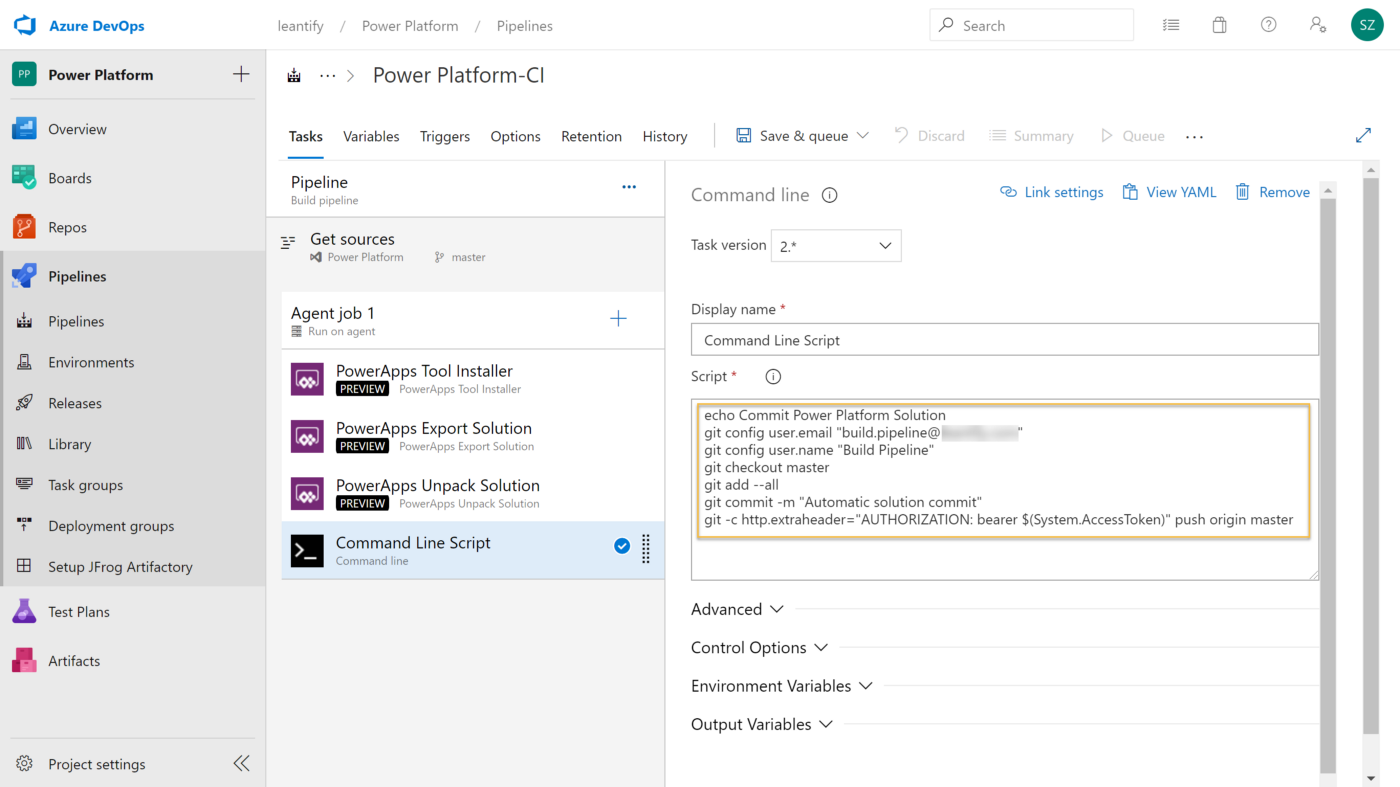 Azure DevOps
leantify / Power Platform / Pipelines
Search
SZ
PP
Power Platform
Overview
Boards
Repos
Pipelines
Pipelines
Environments
Releases
Library
Task groups
Deployment groups
Setup JFrog Artifactory
Test Plans
Artifacts
Project settings
Power Platform-CI
Tasks Variables Triggers Options Retention History
Save & queue Discard Summary Queue
Pipeline
Build pipeline
Get sources
Power Platform master
Agent job 1
Run on agent
PowerApps Tool Installer
PREVIEW PowerApps Tool Installer
PowerApps Export Solution
PREVIEW PowerApps Export Solution
PowerApps Unpack Solution
PREVIEW PowerApps Unpack Solution
Command Line Script
Command line
Command line
Link settings View YAML Remove
Task version 2.*
Display name *
Command Line Script
Script *
echo Commit Power Platform Solution
git config user.email "build.pipeline@ "
git config user.name "Build Pipeline"
git checkout master
git add --all
git commit -m "Automatic solution commit"
git -c http.extraheader="AUTHORIZATION: bearer $(System.AccessToken)" push origin master
Advanced
Control Options
Environment Variables
Output Variables